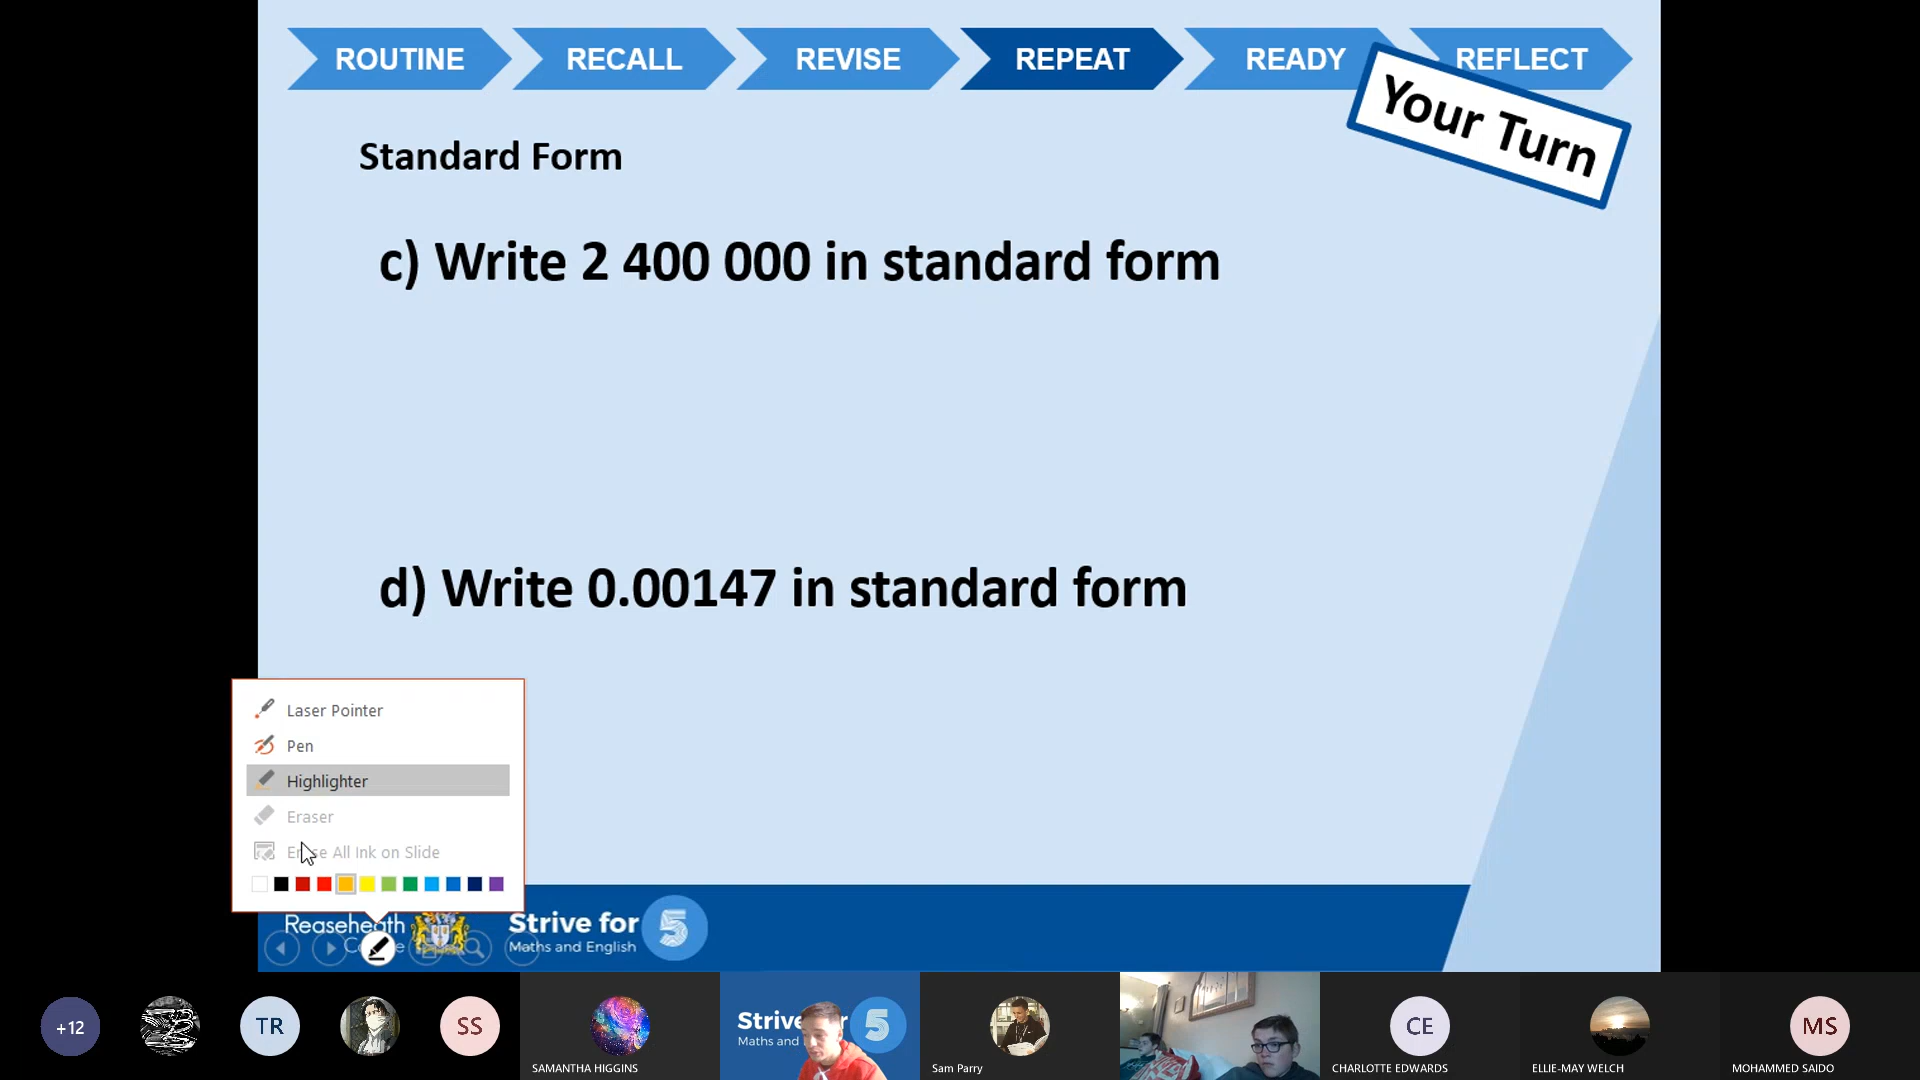 ROUTINE
RECALL
REVISE
REPEAT
READY
REFLECT
Your Turn
Standard Form
c) Write 2 400 000 in standard form
d) Write 0.00147 in standard form
Laser Pointer
Pen
Highlighter
Eraser
All Ink on Slide
Reaseheath
Strive for 5
Maths and English
+12
TR
SS
SAMANTHA HIGGINS
Strive
5
Maths and
Sam Parry
CE
CHARLOTTE EDWARDS
ELLIE-MAY WELCH
MS
MOHAMMED SAIDO